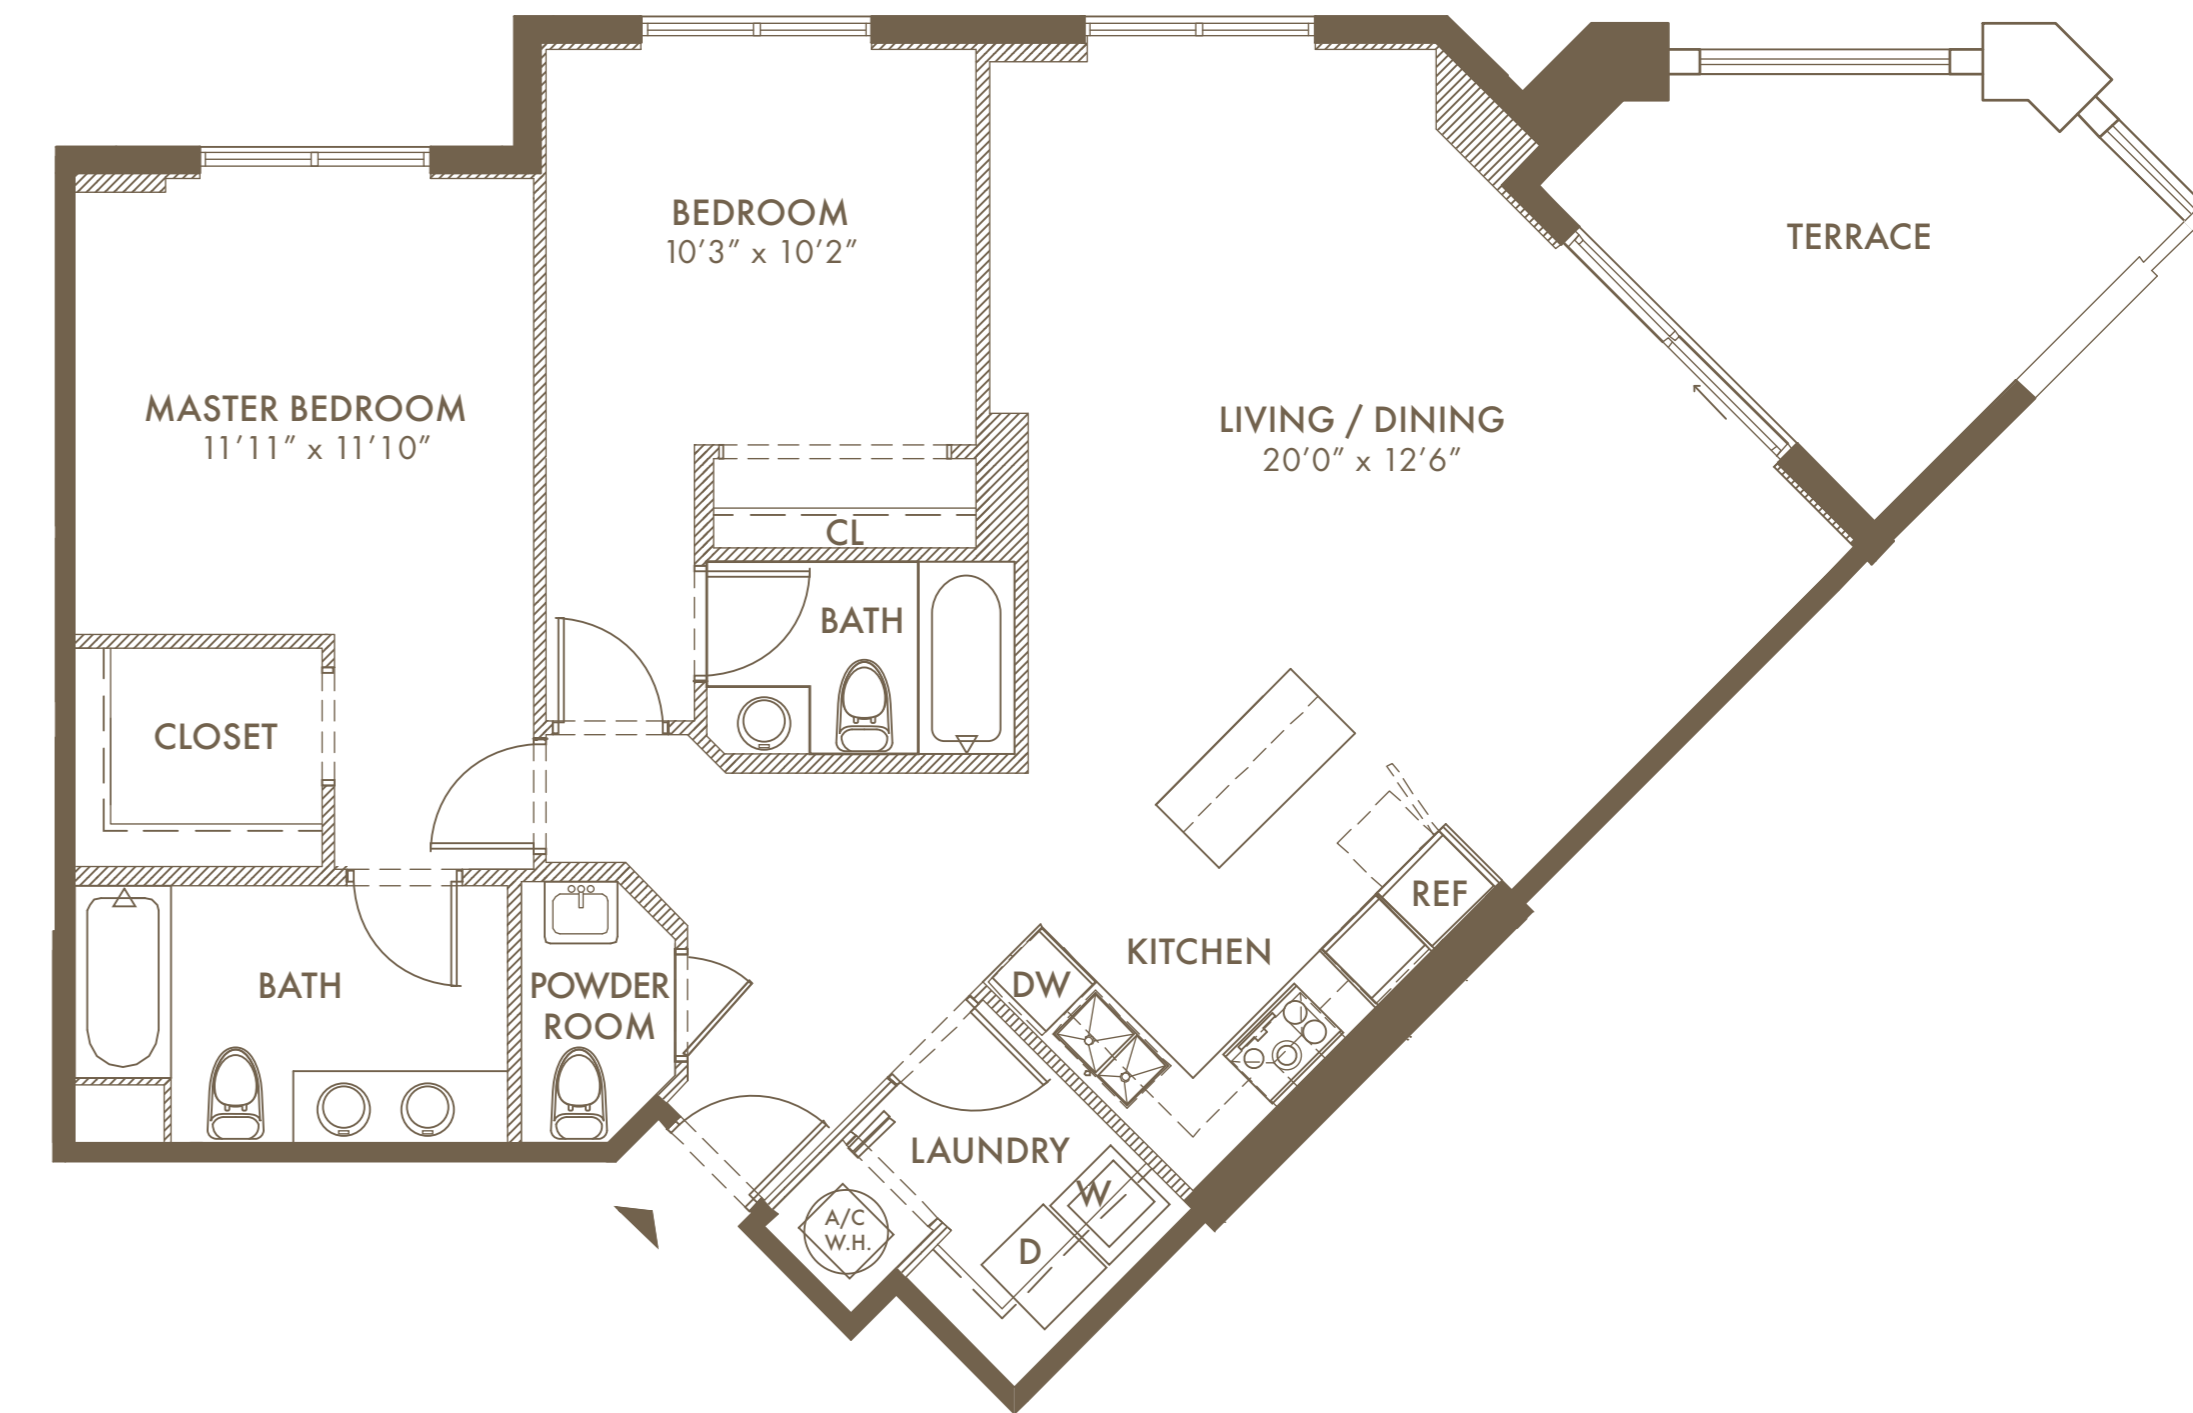 BEDROOM
10'3” x 10'2”
TERRACE
MASTER BEDROOM
11'11” x 11'10”
LIVING / DINING
20'0” x 12'6”
CL
BATH
CLOSET
REF
KITCHEN
BATH
POWDER
ROOM
DW
LAUNDRY
W
A/C
W.H.
D